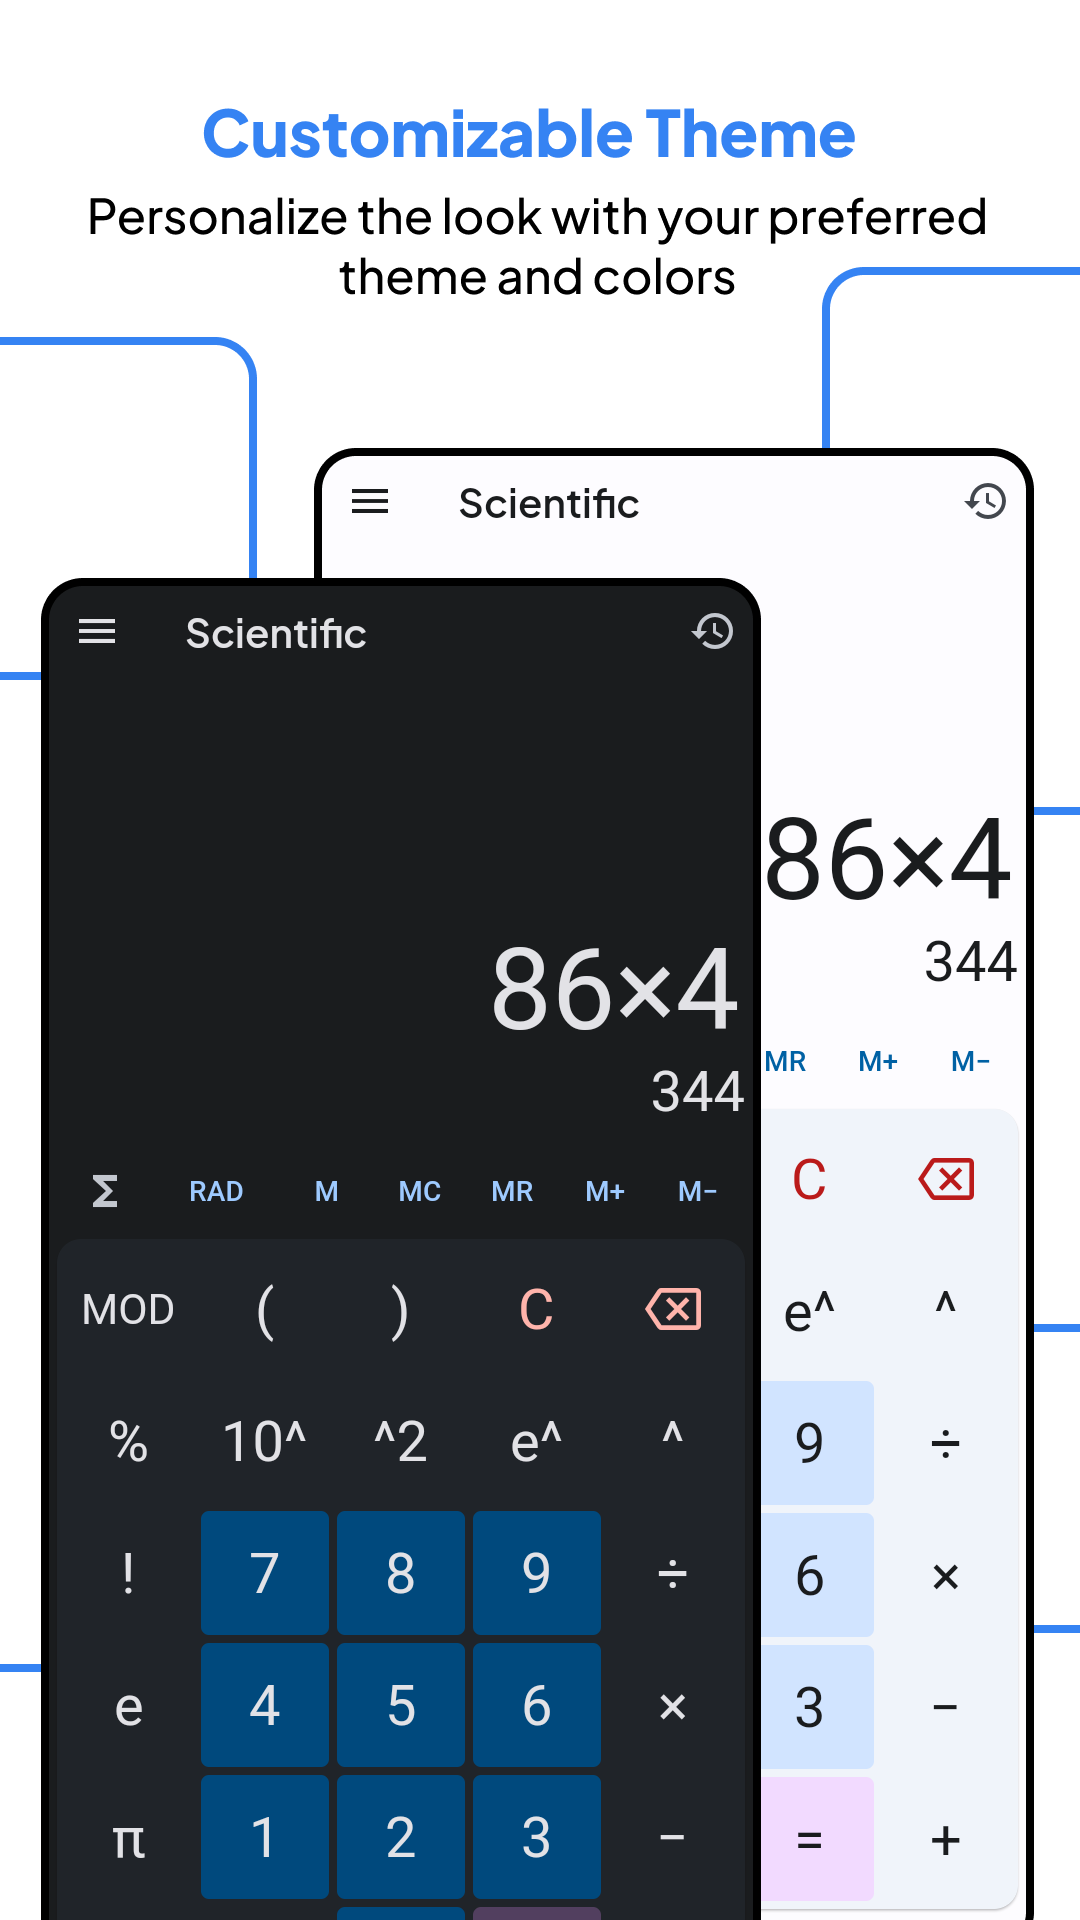 Customizable Theme
Personalize the look with your preferred
theme and colors
Scientific
86×4
344
MR M+ M−
C
e^ ^
9 ÷
6 ×
3 −
= +
Scientific
86×4
344
Σ RAD M MC MR M+ M−
MOD ( ) C
% 10^ ^2 e^ ^
! 7 8 9 ÷
e 4 5 6 ×
π 1 2 3 −